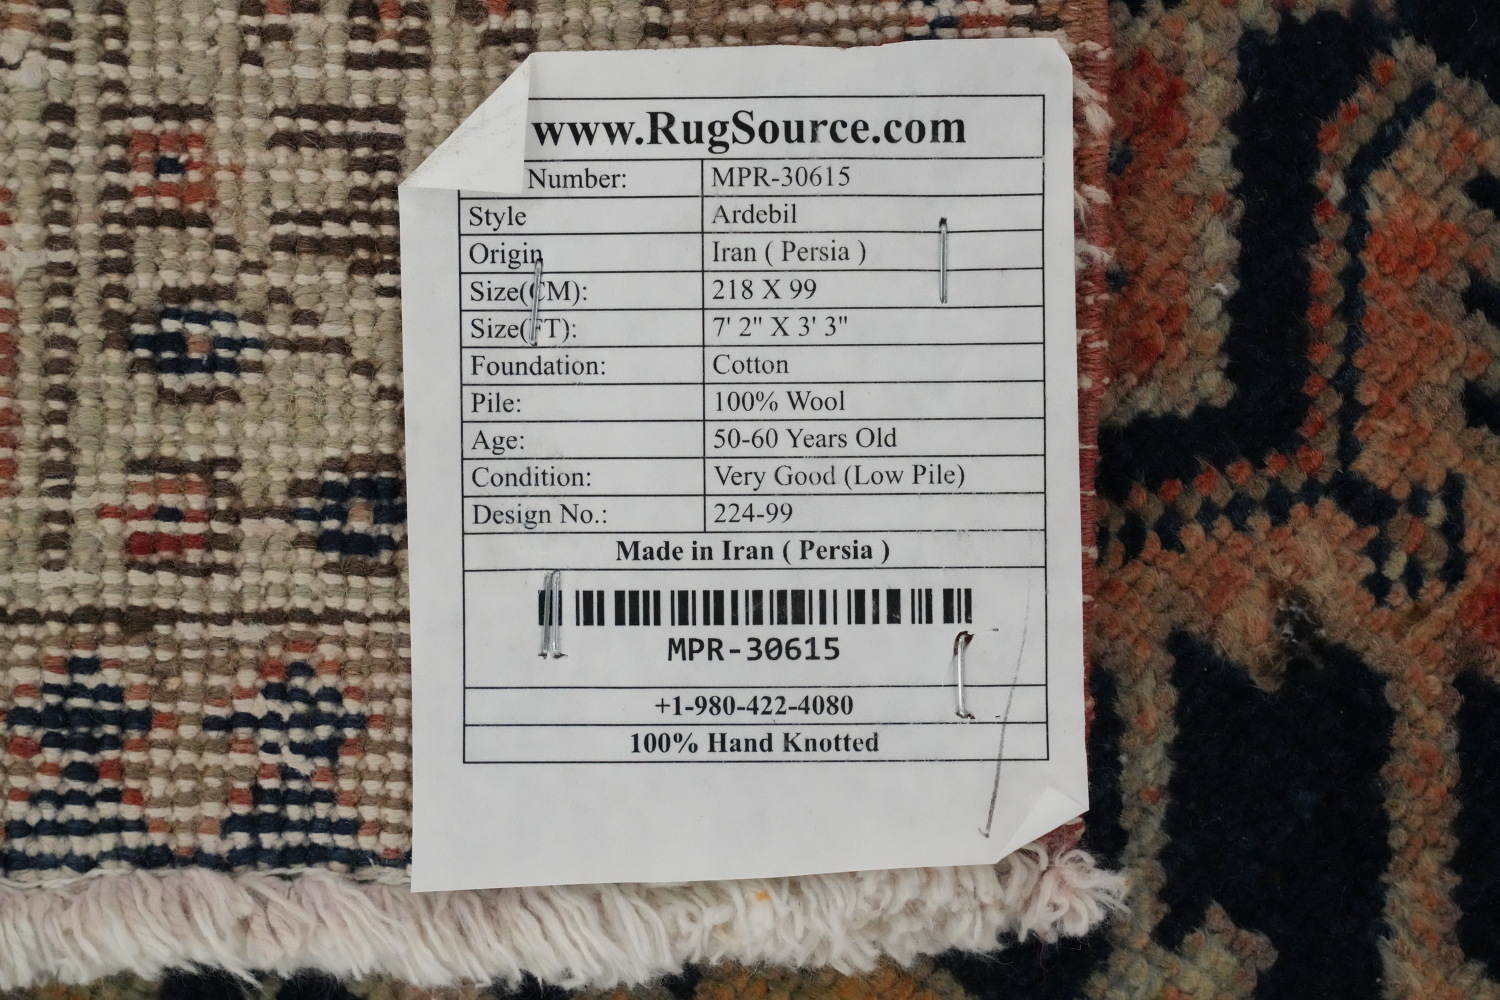 www.RugSource.com
Number: MPR-30615
Style Ardebil
Origin Iran ( Persia )
Size(CM): 218 X 99
Size(FT): 7' 2" X 3' 3"
Foundation: Cotton
Pile: 100% Wool
Age: 50-60 Years Old
Condition: Very Good (Low Pile)
Design No.: 224-99
Made in Iran ( Persia )
MPR-30615
+1-980-422-4080
100% Hand Knotted